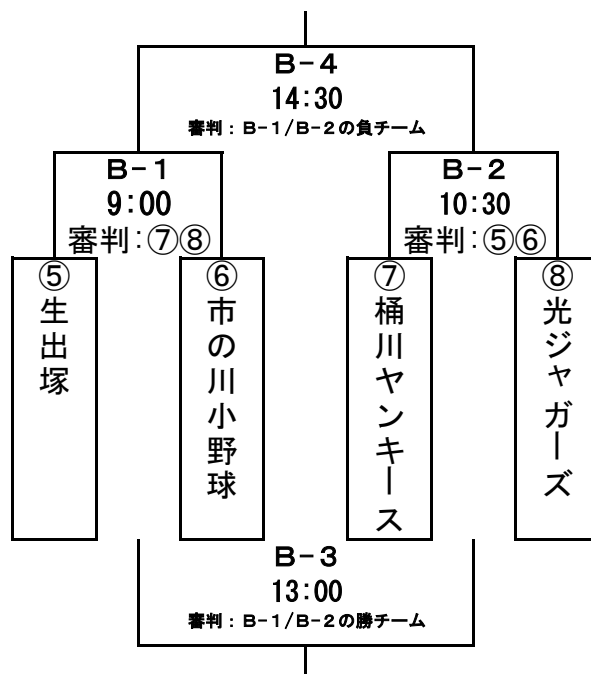 B-4
14:30
審判：B-1/B-2の負チーム
B-1
9:00
審判:⑦⑧
B-2
10:30
審判:⑤⑥
⑤生出塚
⑥市の川小野球
⑦桶川ヤンキース
⑧光ジャガーズ
B-3
13:00
審判：B-1/B-2の勝チーム